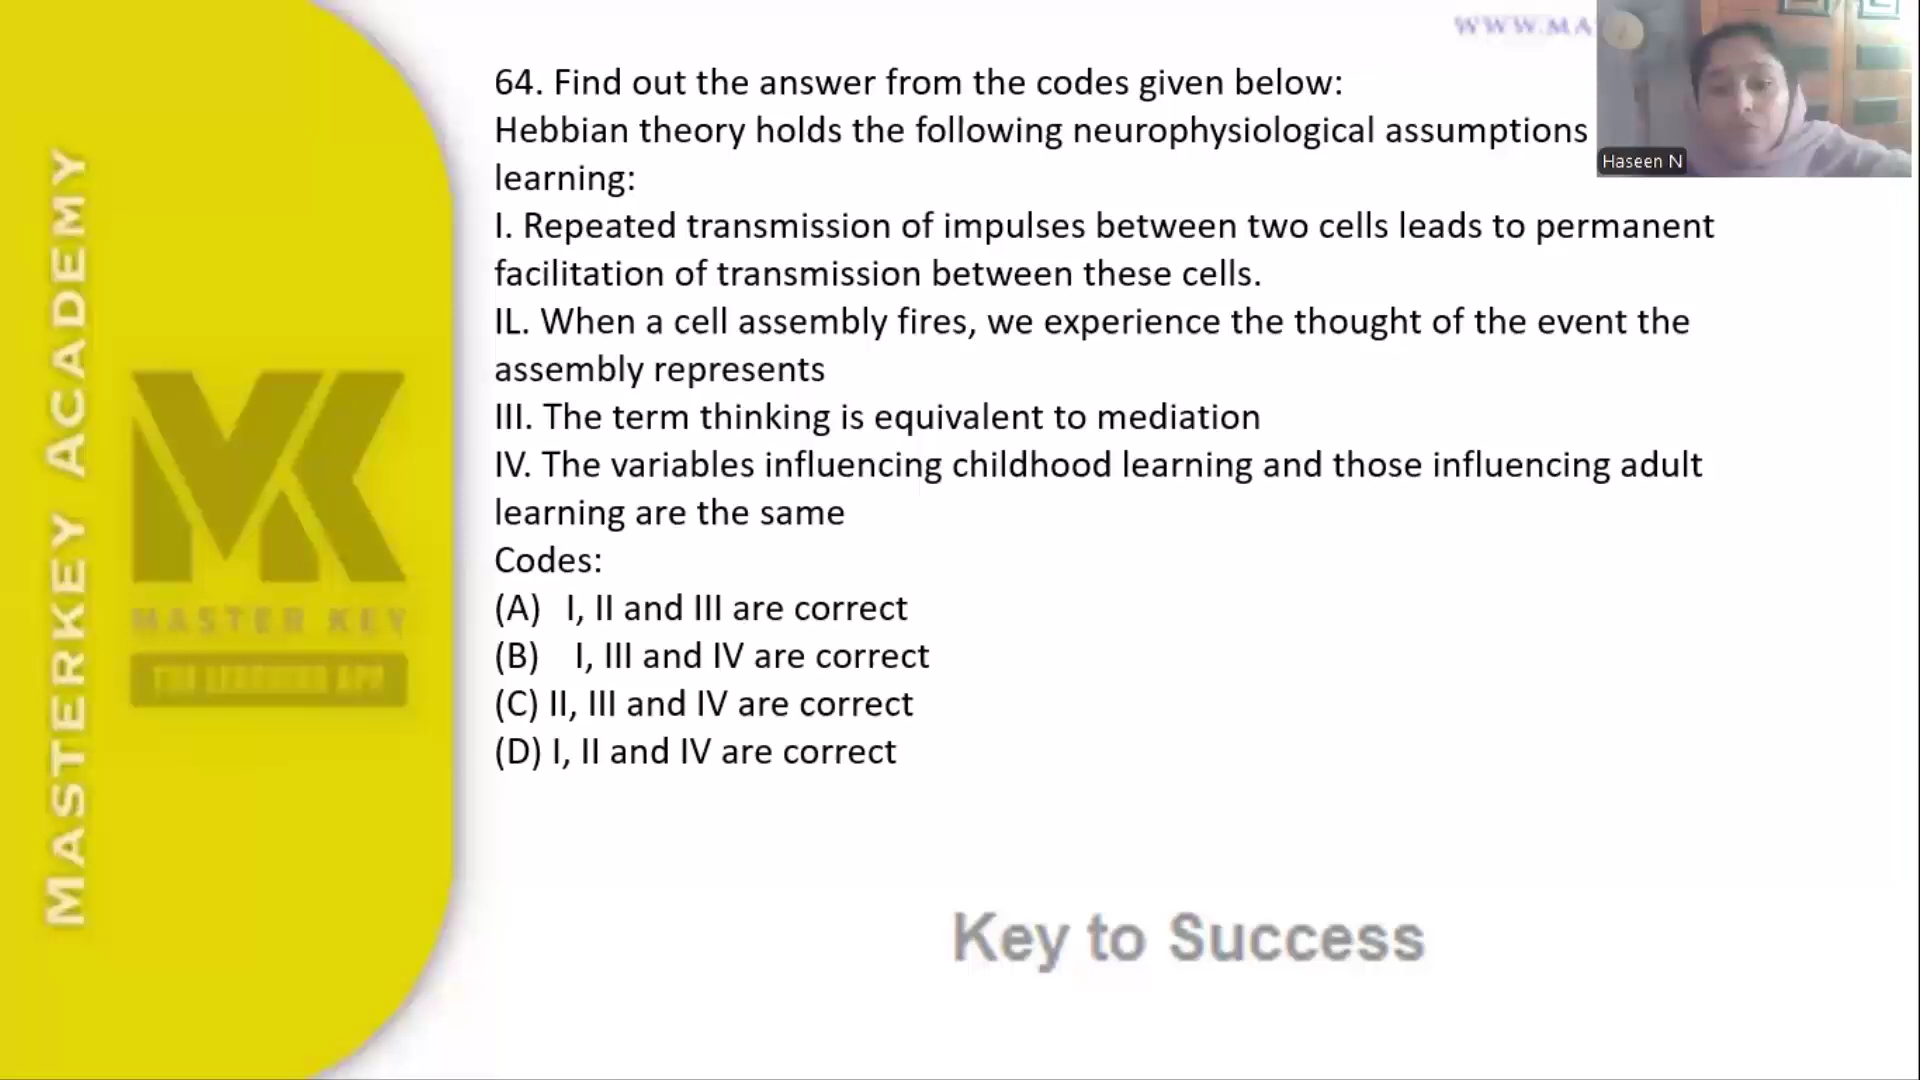 WWW.MA
64. Find out the answer from the codes given below:
Hebbian theory holds the following neurophysiological assumptions
learning:
I. Repeated transmission of impulses between two cells leads to permanent
facilitation of transmission between these cells.
IL. When a cell assembly fires, we experience the thought of the event the
assembly represents
III. The term thinking is equivalent to mediation
IV. The variables influencing childhood learning and those influencing adult
learning are the same
Codes:
(A) I, II and III are correct
(B) I, III and IV are correct
(C) II, III and IV are correct
(D) I, II and IV are correct
Key to Success
MASTERKEY ACADEMY
MK
MASTER KEY
THE LEARNING APP
Haseen N